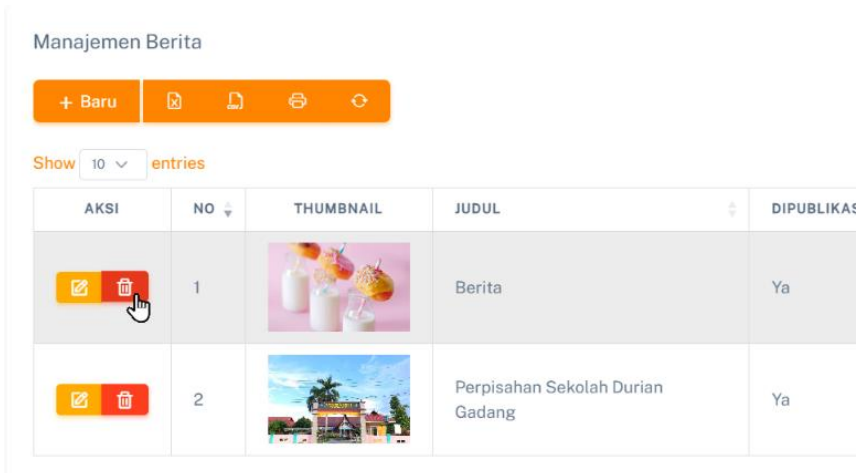 Manajemen Berita
+ Baru
Show 10 entries
AKSI NO THUMBNAIL JUDUL DIPUBLIKAS
1 Berita Ya
2 Perpisahan Sekolah Durian Ya
Gadang